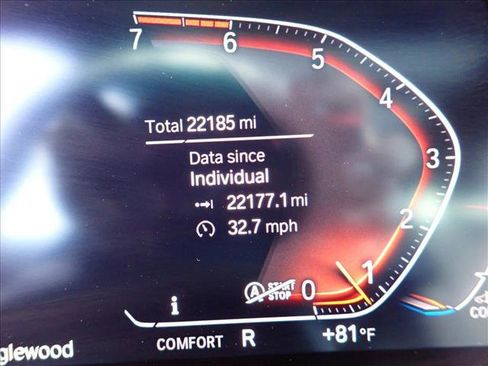 7 6 5 4 3 2 1 0
Total 22185 mi
Data since
Individual
22177.1 mi
32.7 mph
A START
STOP
i
glewood
COMFORT R +81°F